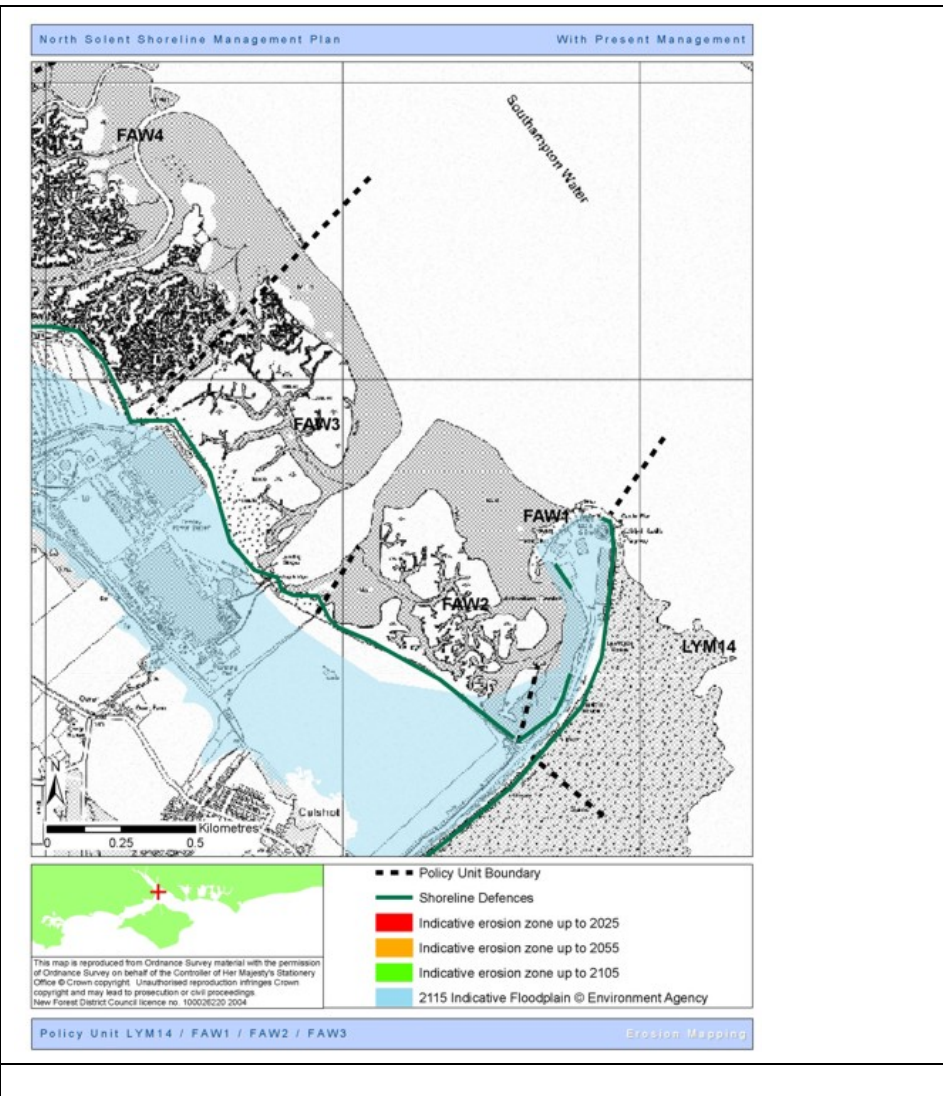 North Solent Shoreline Management Plan
With Present Management
Southampton Water
FAW4
FAW3
FAW1
FAW2
LYM14
Calshot
N
Kilometres
0 0.25 0.5
Policy Unit Boundary
Shoreline Defences
Indicative erosion zone up to 2025
Indicative erosion zone up to 2055
Indicative erosion zone up to 2105
2115 Indicative Floodplain © Environment Agency
This map is reproduced from Ordnance Survey material with the permission
of Ordnance Survey on behalf of the Controller of Her Majesty's Stationery
Office © Crown copyright. Unauthorised reproduction infringes Crown
copyright and may lead to prosecution or civil proceedings.
New Forest District Council licence no. 100026220 2004
Policy Unit LYM14 / FAW1 / FAW2 / FAW3
Erosion Mapping